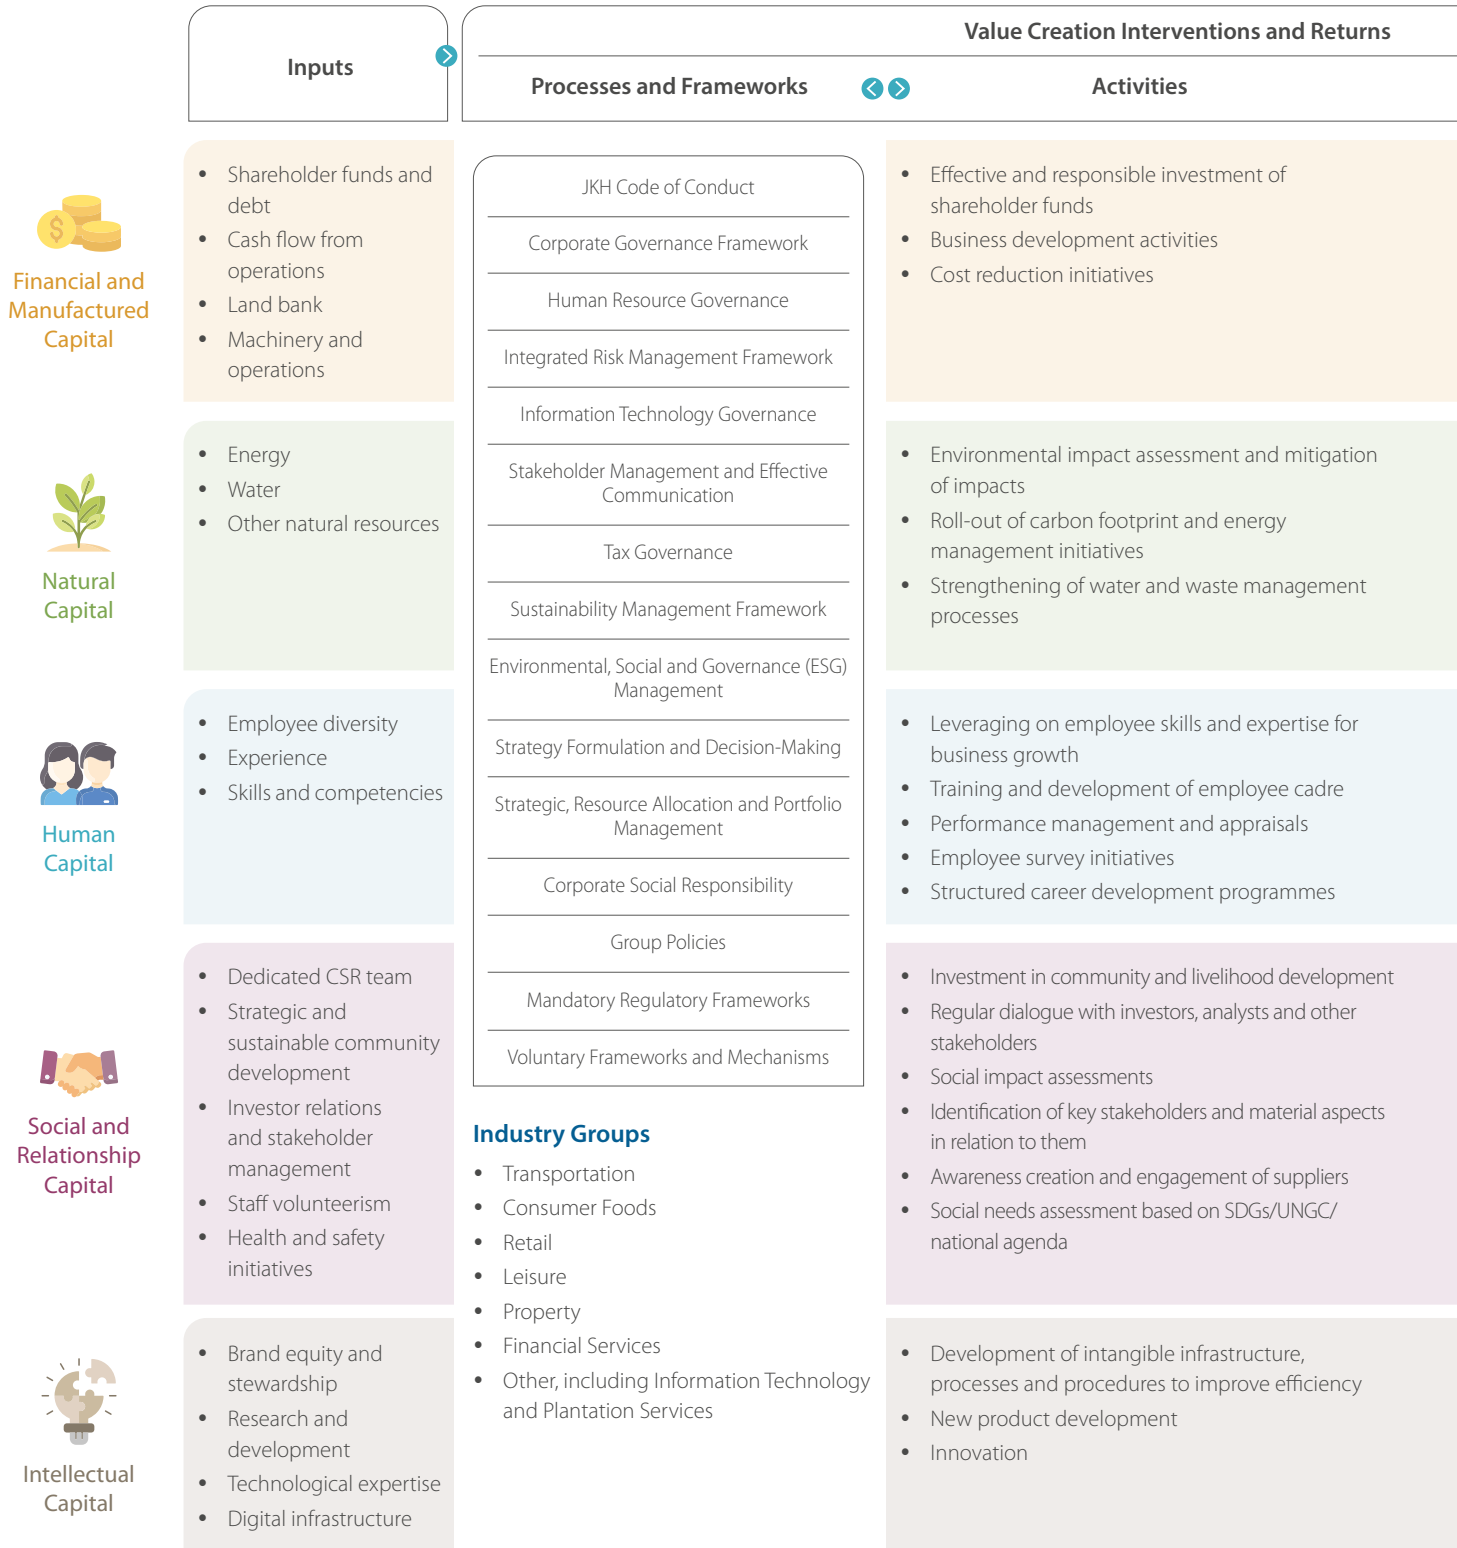 Inputs
Value Creation Interventions and Returns
Processes and Frameworks
Activities
Financial and
Manufactured
Capital
• Shareholder funds and
debt
• Cash flow from
operations
• Land bank
• Machinery and
operations
Natural
Capital
• Energy
• Water
• Other natural resources
Human
Capital
• Employee diversity
• Experience
• Skills and competencies
Social and
Relationship
Capital
• Dedicated CSR team
• Strategic and
sustainable community
development
• Investor relations
and stakeholder
management
• Staff volunteerism
• Health and safety
initiatives
Intellectual
Capital
• Brand equity and
stewardship
• Research and
development
• Technological expertise
• Digital infrastructure
JKH Code of Conduct
Corporate Governance Framework
Human Resource Governance
Integrated Risk Management Framework
Information Technology Governance
Stakeholder Management and Effective
Communication
Tax Governance
Sustainability Management Framework
Environmental, Social and Governance (ESG)
Management
Strategy Formulation and Decision-Making
Strategic, Resource Allocation and Portfolio
Management
Corporate Social Responsibility
Group Policies
Mandatory Regulatory Frameworks
Voluntary Frameworks and Mechanisms
Industry Groups
• Transportation
• Consumer Foods
• Retail
• Leisure
• Property
• Financial Services
• Other, including Information Technology
and Plantation Services
• Effective and responsible investment of
shareholder funds
• Business development activities
• Cost reduction initiatives
• Environmental impact assessment and mitigation
of impacts
• Roll-out of carbon footprint and energy
management initiatives
• Strengthening of water and waste management
processes
• Leveraging on employee skills and expertise for
business growth
• Training and development of employee cadre
• Performance management and appraisals
• Employee survey initiatives
• Structured career development programmes
• Investment in community and livelihood development
• Regular dialogue with investors, analysts and other
stakeholders
• Social impact assessments
• Identification of key stakeholders and material aspects
in relation to them
• Awareness creation and engagement of suppliers
• Social needs assessment based on SDGs/UNGC/
national agenda
• Development of intangible infrastructure,
processes and procedures to improve efficiency
• New product development
• Innovation